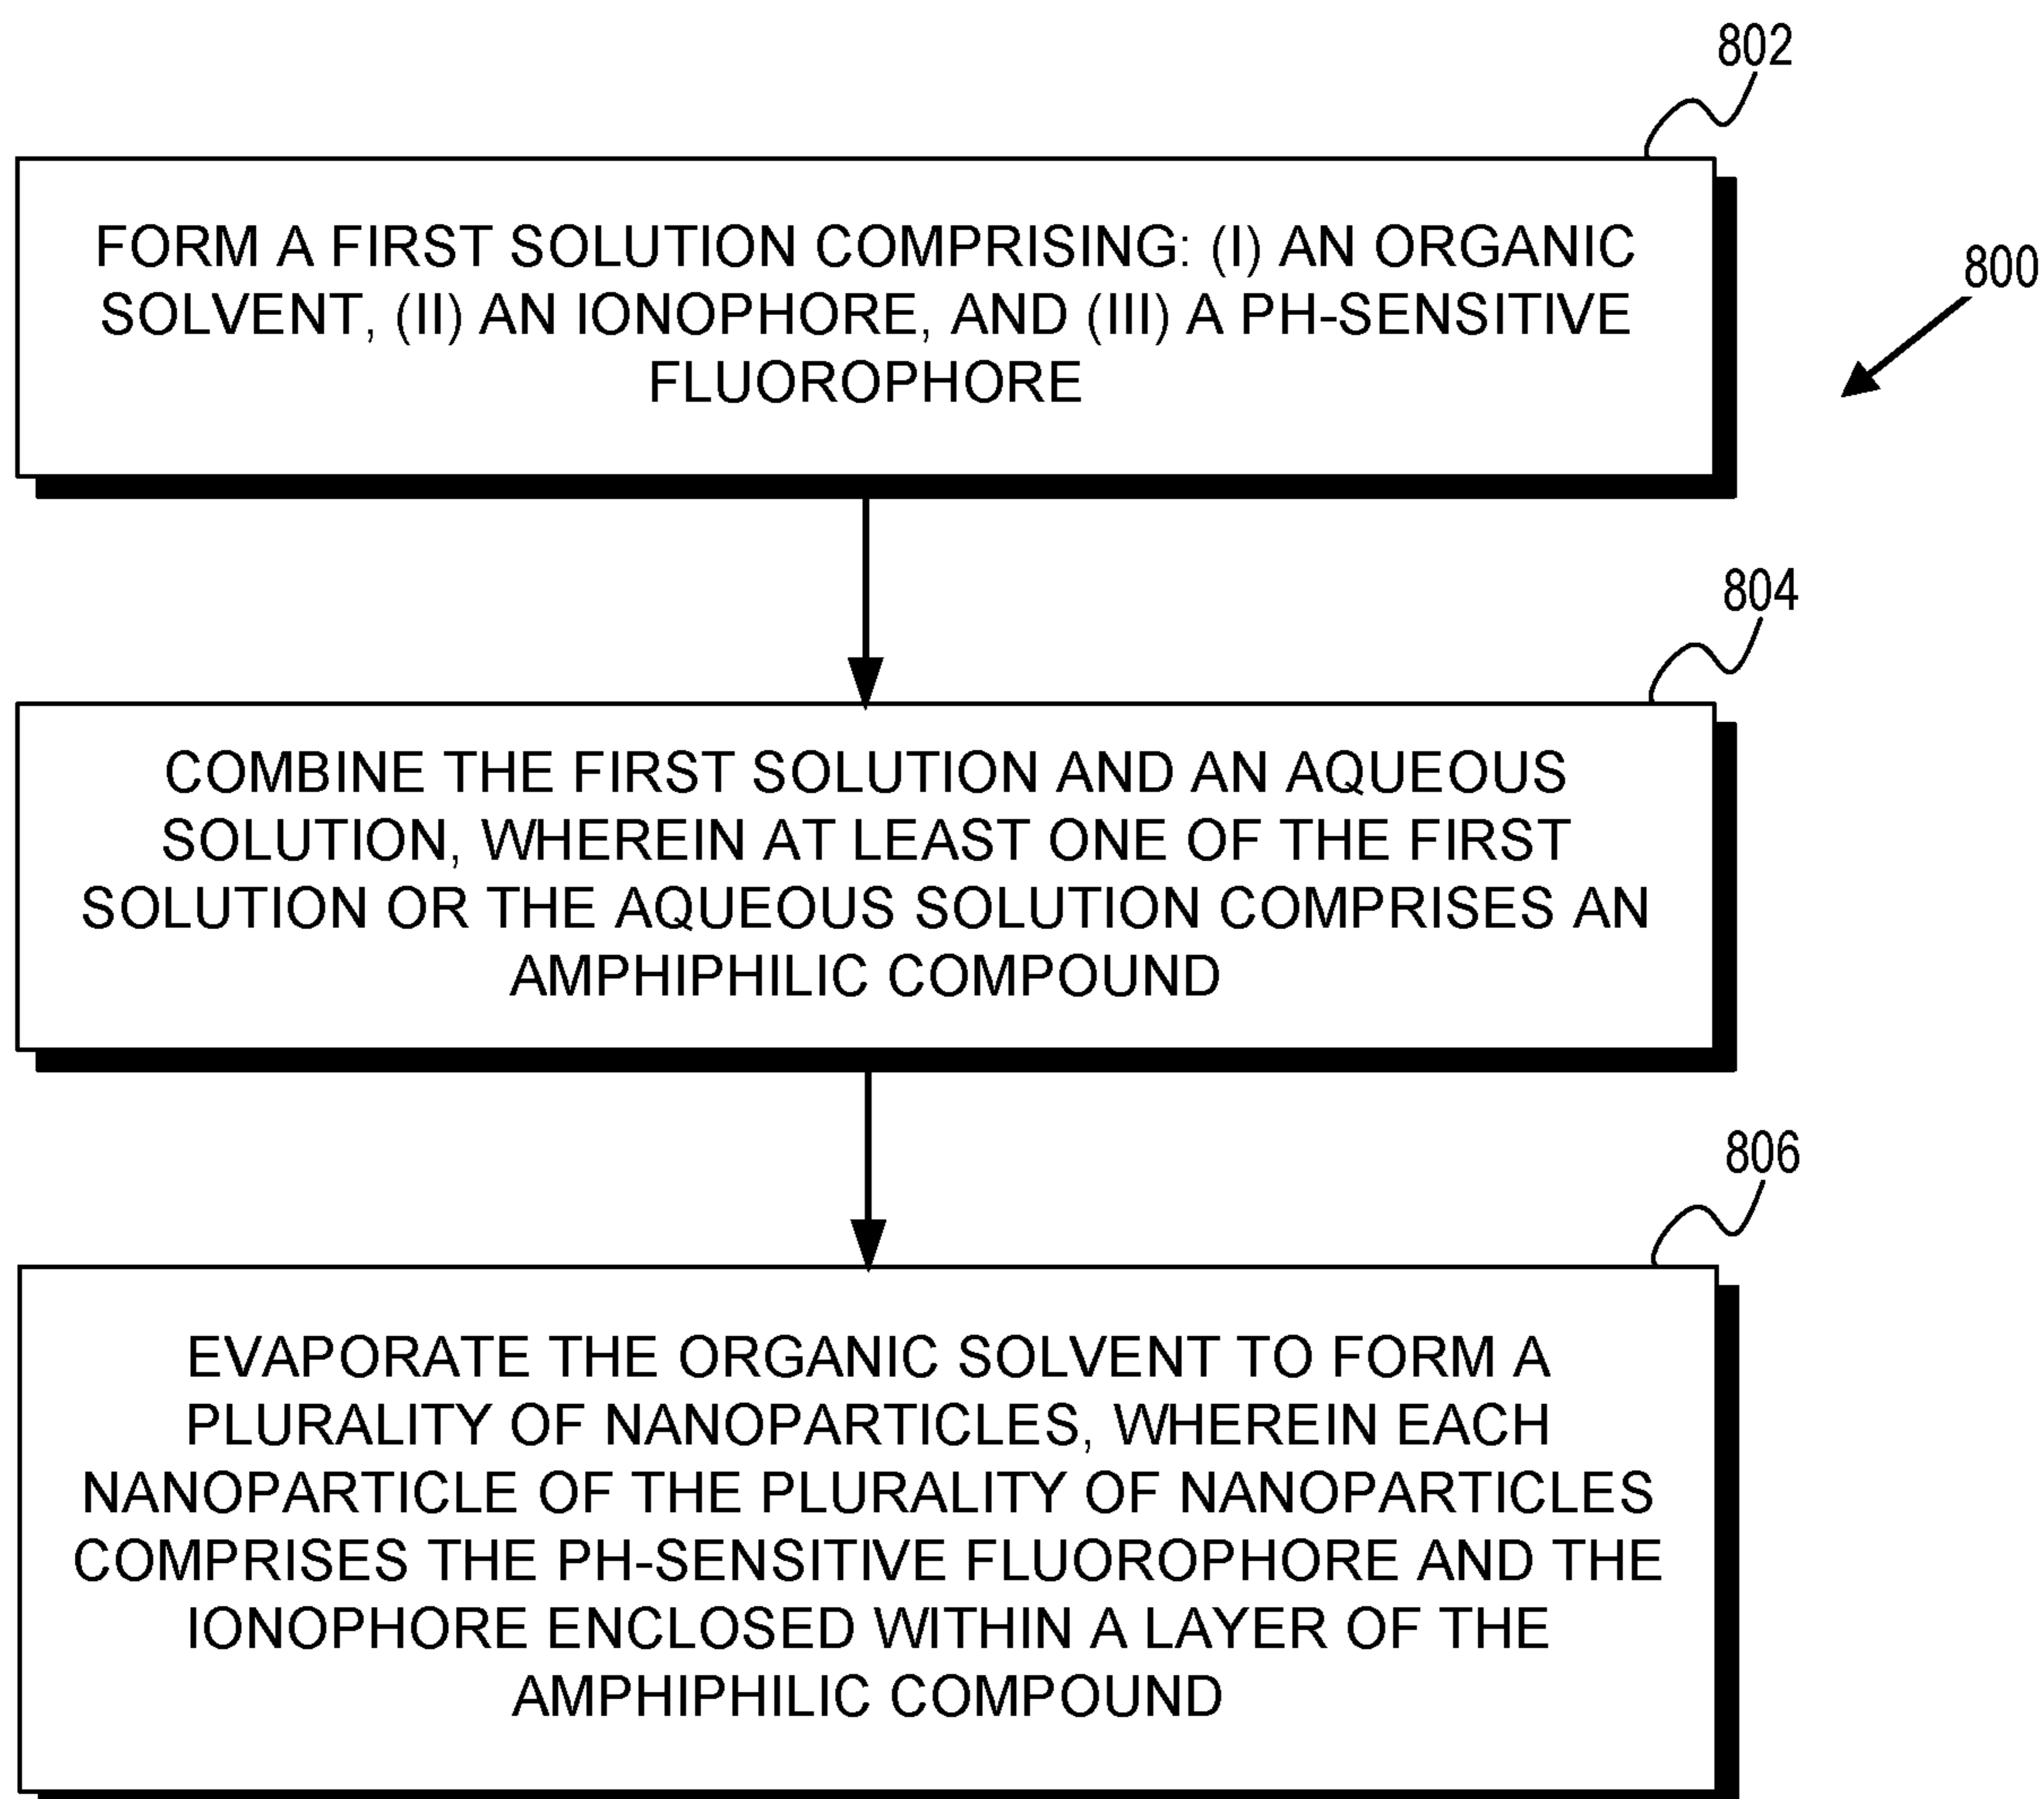 802
FORM A FIRST SOLUTION COMPRISING: (I) AN ORGANIC
SOLVENT, (II) AN IONOPHORE, AND (III) A PH-SENSITIVE
FLUOROPHORE
800
804
COMBINE THE FIRST SOLUTION AND AN AQUEOUS
SOLUTION, WHEREIN AT LEAST ONE OF THE FIRST
SOLUTION OR THE AQUEOUS SOLUTION COMPRISES AN
AMPHIPHILIC COMPOUND
806
EVAPORATE THE ORGANIC SOLVENT TO FORM A
PLURALITY OF NANOPARTICLES, WHEREIN EACH
NANOPARTICLE OF THE PLURALITY OF NANOPARTICLES
COMPRISES THE PH-SENSITIVE FLUOROPHORE AND THE
IONOPHORE ENCLOSED WITHIN A LAYER OF THE
AMPHIPHILIC COMPOUND